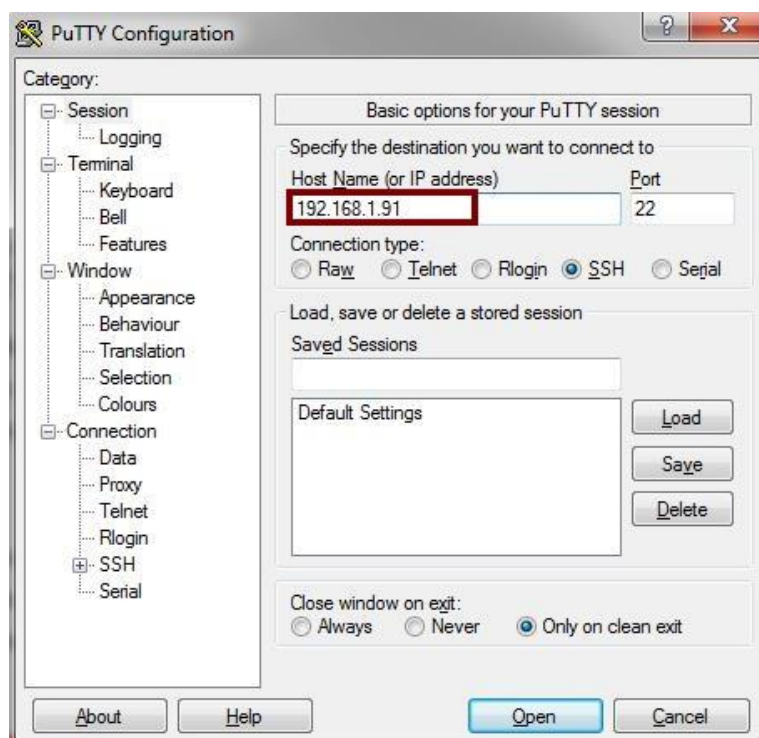 PuTTY Configuration
Category:
Session
Logging
Terminal
Keyboard
Bell
Features
Window
Appearance
Behaviour
Translation
Selection
Colours
Connection
Data
Proxy
Telnet
Rlogin
SSH
Serial
Basic options for your PuTTY session
Specify the destination you want to connect to
Host Name (or IP address) Port
192.168.1.91 22
Connection type:
Raw Telnet Rlogin SSH Serial
Load, save or delete a stored session
Saved Sessions
Default Settings
Load
Save
Delete
Close window on exit:
Always Never Only on clean exit
About Help Open Cancel